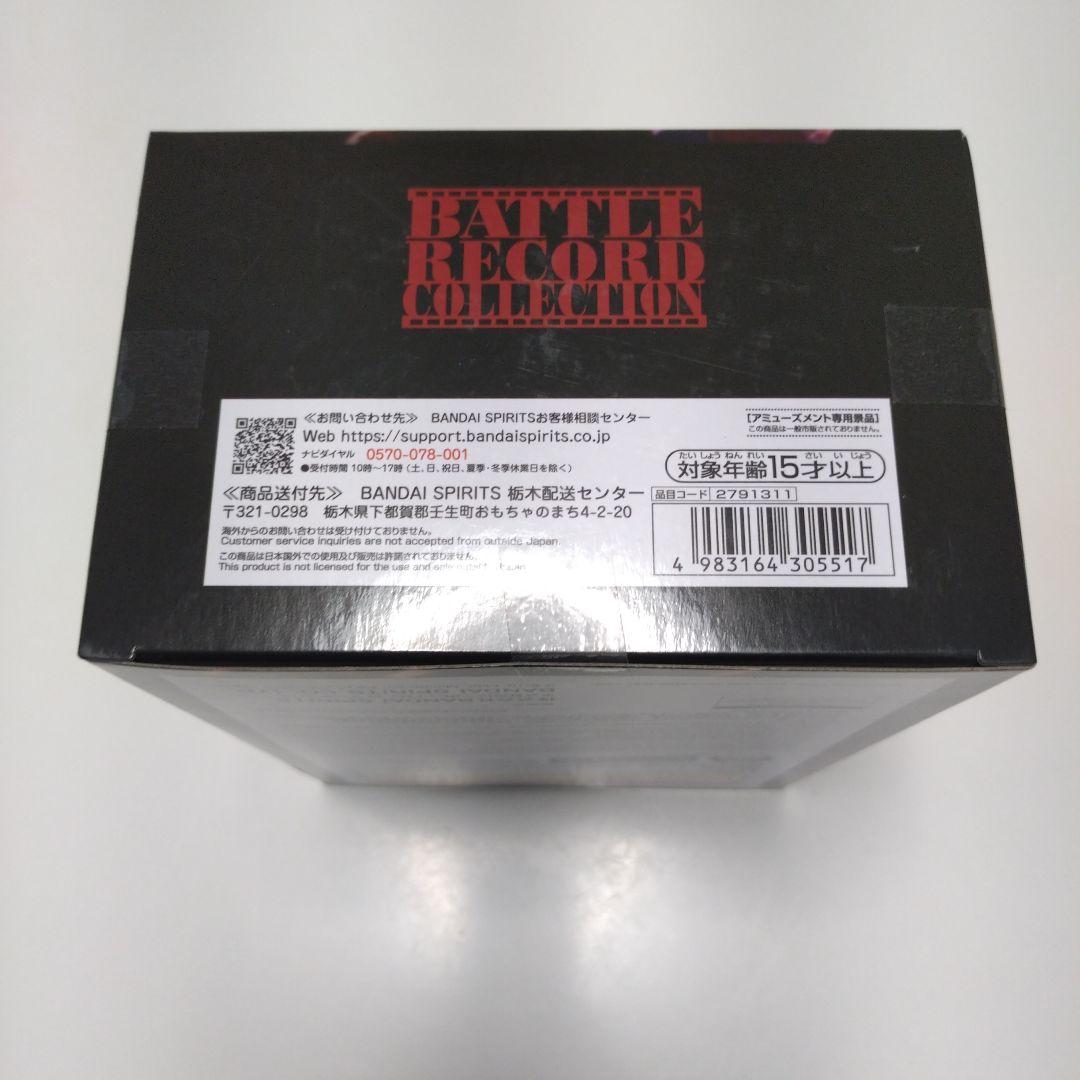 BATTLE
RECORD
COLLECTION
≪お問い合わせ先≫ BANDAI SPIRITSお客様相談センター
Web https://support.bandaispirits.co.jp
ナビダイヤル 0570-078-001
●受付時間 10時〜17時(土、日、祝日、夏季・冬季休業日を除く)
≪商品送付先≫ BANDAI SPIRITS 栃木配送センター
〒321-0298 栃木県下都賀郡壬生町おもちゃのまち4-2-20
海外からのお問い合わせは受け付けておりません。
Customer service inquiries are not accepted from outside Japan.
この商品は日本国外での使用及び販売は許諾されておりません。
This product is not licensed for the use and sale outside Japan.
[アミューズメント専用景品]
この商品は一般市販されておりません。
たいしょうねんれい さいいじょう
対象年齢15才以上
品目コード 2791311
4 983164 305517
BANDAI SPIRITS CO.,LTD.